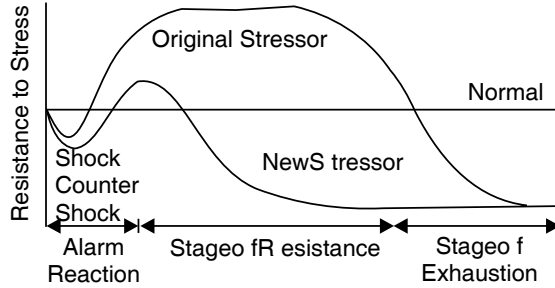 Resistance to Stress
Original Stressor
Normal
NewS tressor
Shock
Counter
Shock
Alarm
Reaction
Stageo fR esistance
Stageo f
Exhaustion